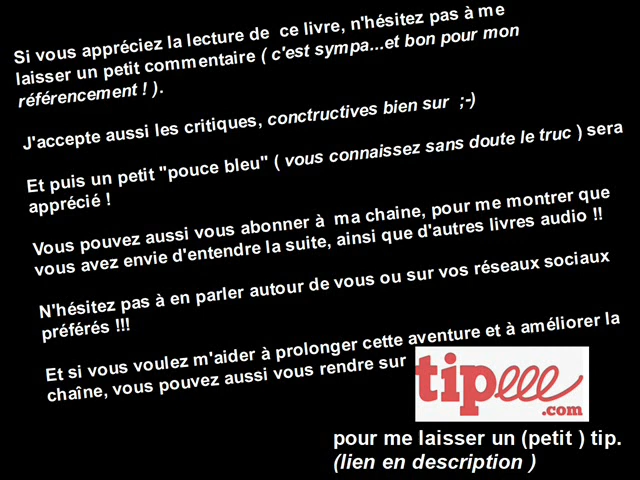 Si vous appréciez la lecture de  ce livre, n'hésitez pas à me
laisser un petit commentaire ( c'est sympa...et bon pour mon
référencement ! ).
J'accepte aussi les critiques, conctructives bien sur  ;-)
Et puis un petit "pouce bleu" ( vous connaissez sans doute le truc ) sera
apprécié !
Vous pouvez aussi vous abonner à  ma chaine, pour me montrer que
vous avez envie d'entendre la suite, ainsi que d'autres livres audio !!
N'hésitez pas à en parler autour de vous ou sur vos réseaux sociaux
préférés !!!
Et si vous voulez m'aider à prolonger cette aventure et à améliorer la
chaîne, vous pouvez aussi vous rendre sur
tipeee
.com
pour me laisser un (petit ) tip.
(lien en description )